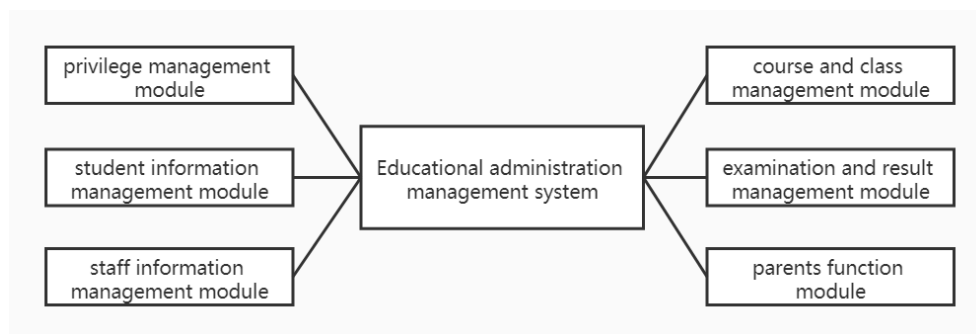 privilege management
module
student information
management module
staff information
management module
Educational administration
management system
course and class
management module
examination and result
management module
parents function
module